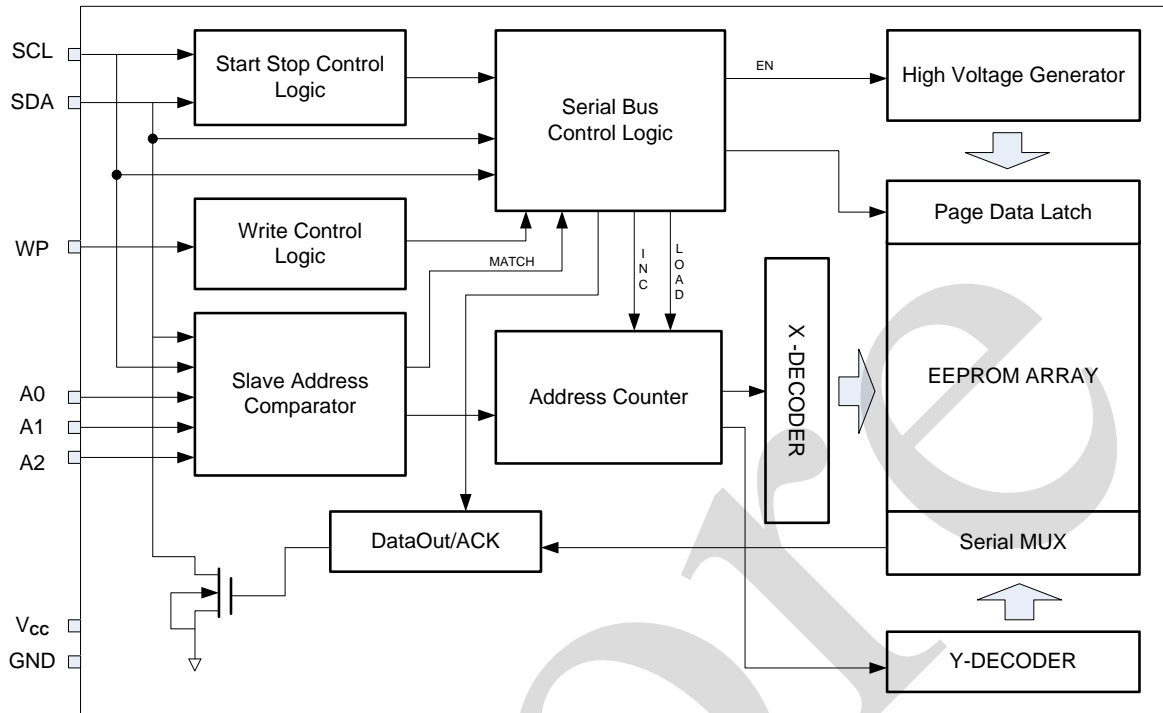 SCL
SDA
WP
A0
A1
A2
Vcc
GND
Start Stop Control
Logic
Write Control
Logic
Slave Address
Comparator
Serial Bus
Control Logic
MATCH
INC
LOAD
EN
Address Counter
DataOut/ACK
X -DECODER
High Voltage Generator
Page Data Latch
EEPROM ARRAY
Serial MUX
Y-DECODER